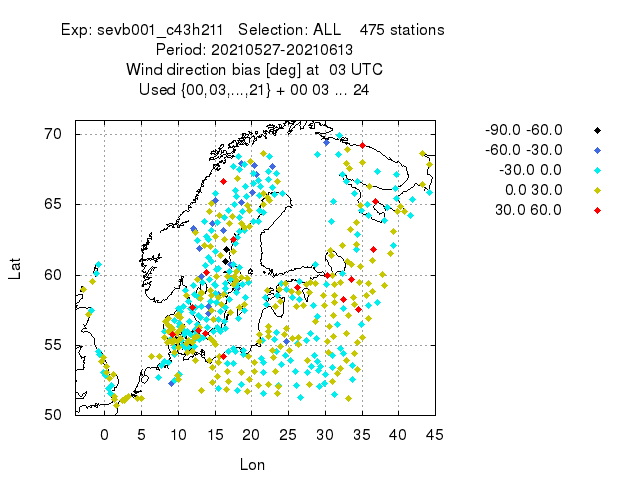 Exp: sevb001_c43h211   Selection: ALL    475 stations
Period: 20210527-20210613
Wind direction bias [deg] at  03 UTC
Used {00,03,...,21} + 00 03 ... 24
70
65
60
55
50
Lat
0 5 10 15 20 25 30 35 40 45
Lon
-90.0 -60.0
-60.0 -30.0
-30.0 0.0
0.0 30.0
30.0 60.0